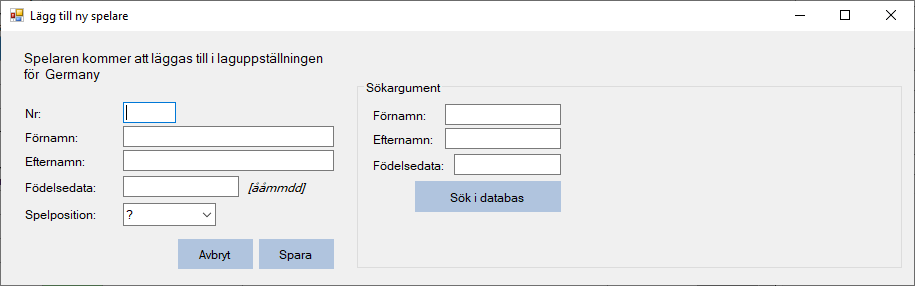 Lägg till ny spelare
Spelaren kommer att läggas till i laguppställningen
för Germany
Nr:
Förnamn:
Efternamn:
Födelsedata:
[ååmmdd]
Spelposition:
?
Avbryt
Spara
Sökargument
Förnamn:
Efternamn:
Födelsedata:
Sök i databas